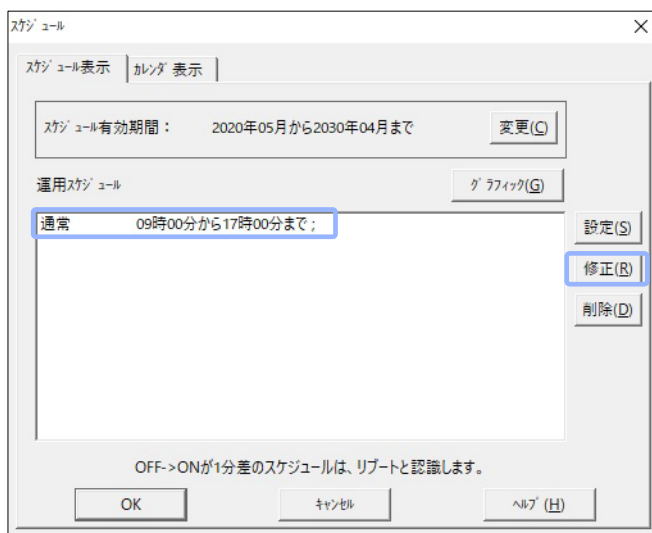 ｽｹｼﾞｭｰﾙ
ｽｹｼﾞｭｰﾙ表示 ｶﾚﾝﾀﾞ表示
ｽｹｼﾞｭｰﾙ有効期間： 2020年05月から2030年04月まで 変更(C)
運用ｽｹｼﾞｭｰﾙ ｸﾞﾗﾌｨｯｸ(G)
通常 09時00分から17時00分まで;
設定(S)
修正(R)
削除(D)
OFF->ONが1分差のスケジュールは、リブートと認識します。
OK ｷｬﾝｾﾙ ﾍﾙﾌﾟ(H)